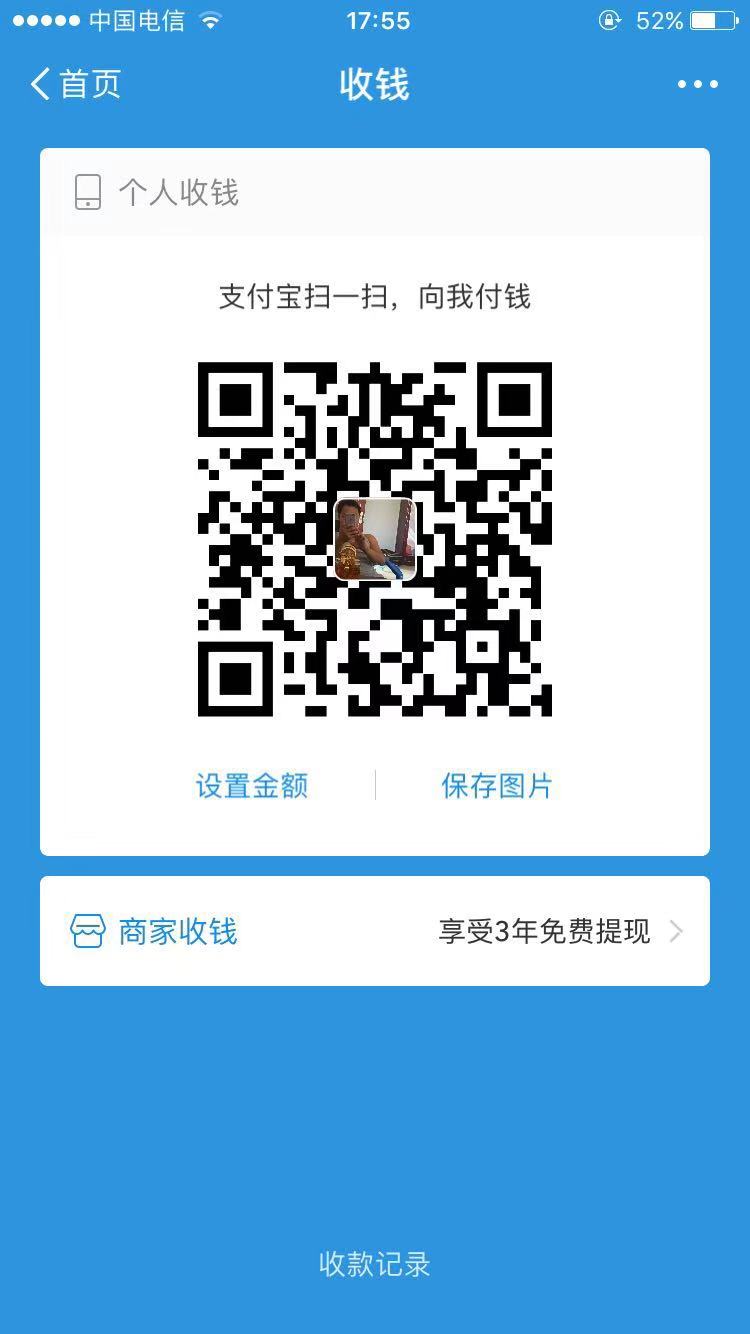 中国电信 17:55 52%
首页 收钱
个人收钱
支付宝扫一扫，向我付钱
设置金额 保存图片
商家收钱 享受3年免费提现
收款记录